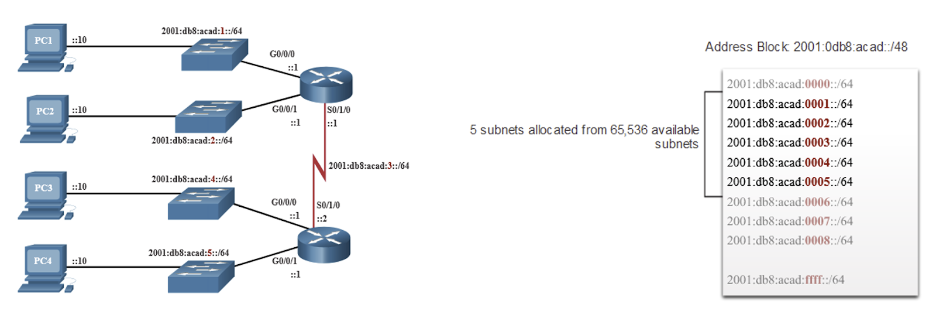 2001:db8:acad:1::/64
PC1
::10
G0/0/0
::1
PC2
::10
G0/0/1
::1
S0/1/0
::1
2001:db8:acad:2::/64
2001:db8:acad:3::/64
PC3
::10
2001:db8:acad:4::/64
G0/0/0
::1
S0/1/0
::2
PC4
::10
2001:db8:acad:5::/64
G0/0/1
::1
Address Block: 2001:0db8:acad::/48
5 subnets allocated from 65,536 available
subnets
2001:db8:acad:0000::/64
2001:db8:acad:0001::/64
2001:db8:acad:0002::/64
2001:db8:acad:0003::/64
2001:db8:acad:0004::/64
2001:db8:acad:0005::/64
2001:db8:acad:0006::/64
2001:db8:acad:0007::/64
2001:db8:acad:0008::/64
2001:db8:acad:ffff::/64